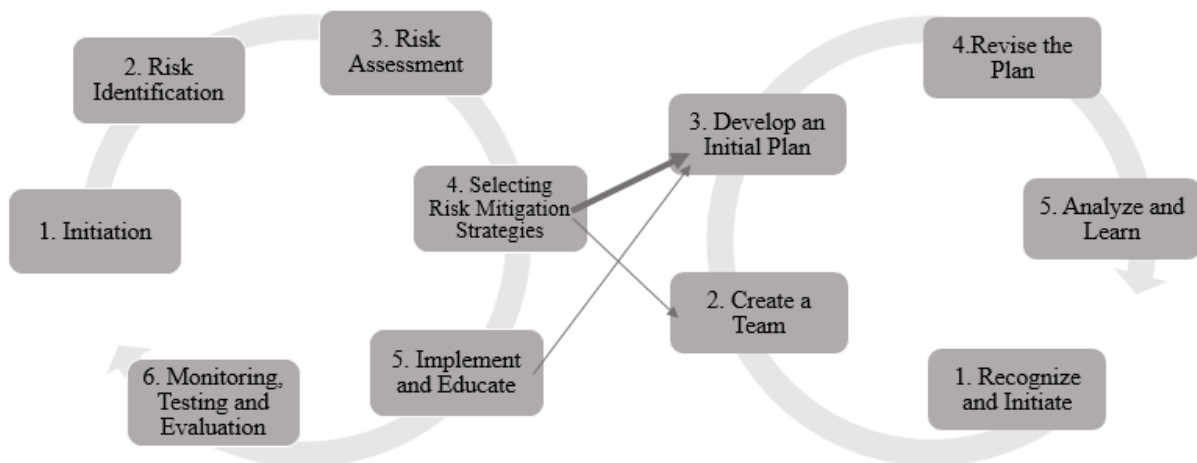 1. Initiation
2. Risk
Identification
3. Risk
Assessment
4. Selecting
Risk Mitigation
Strategies
5. Implement
and Educate
6. Monitoring,
Testing and
Evaluation
1. Recognize
and Initiate
2. Create a
Team
3. Develop an
Initial Plan
4.Revise the
Plan
5. Analyze and
Learn